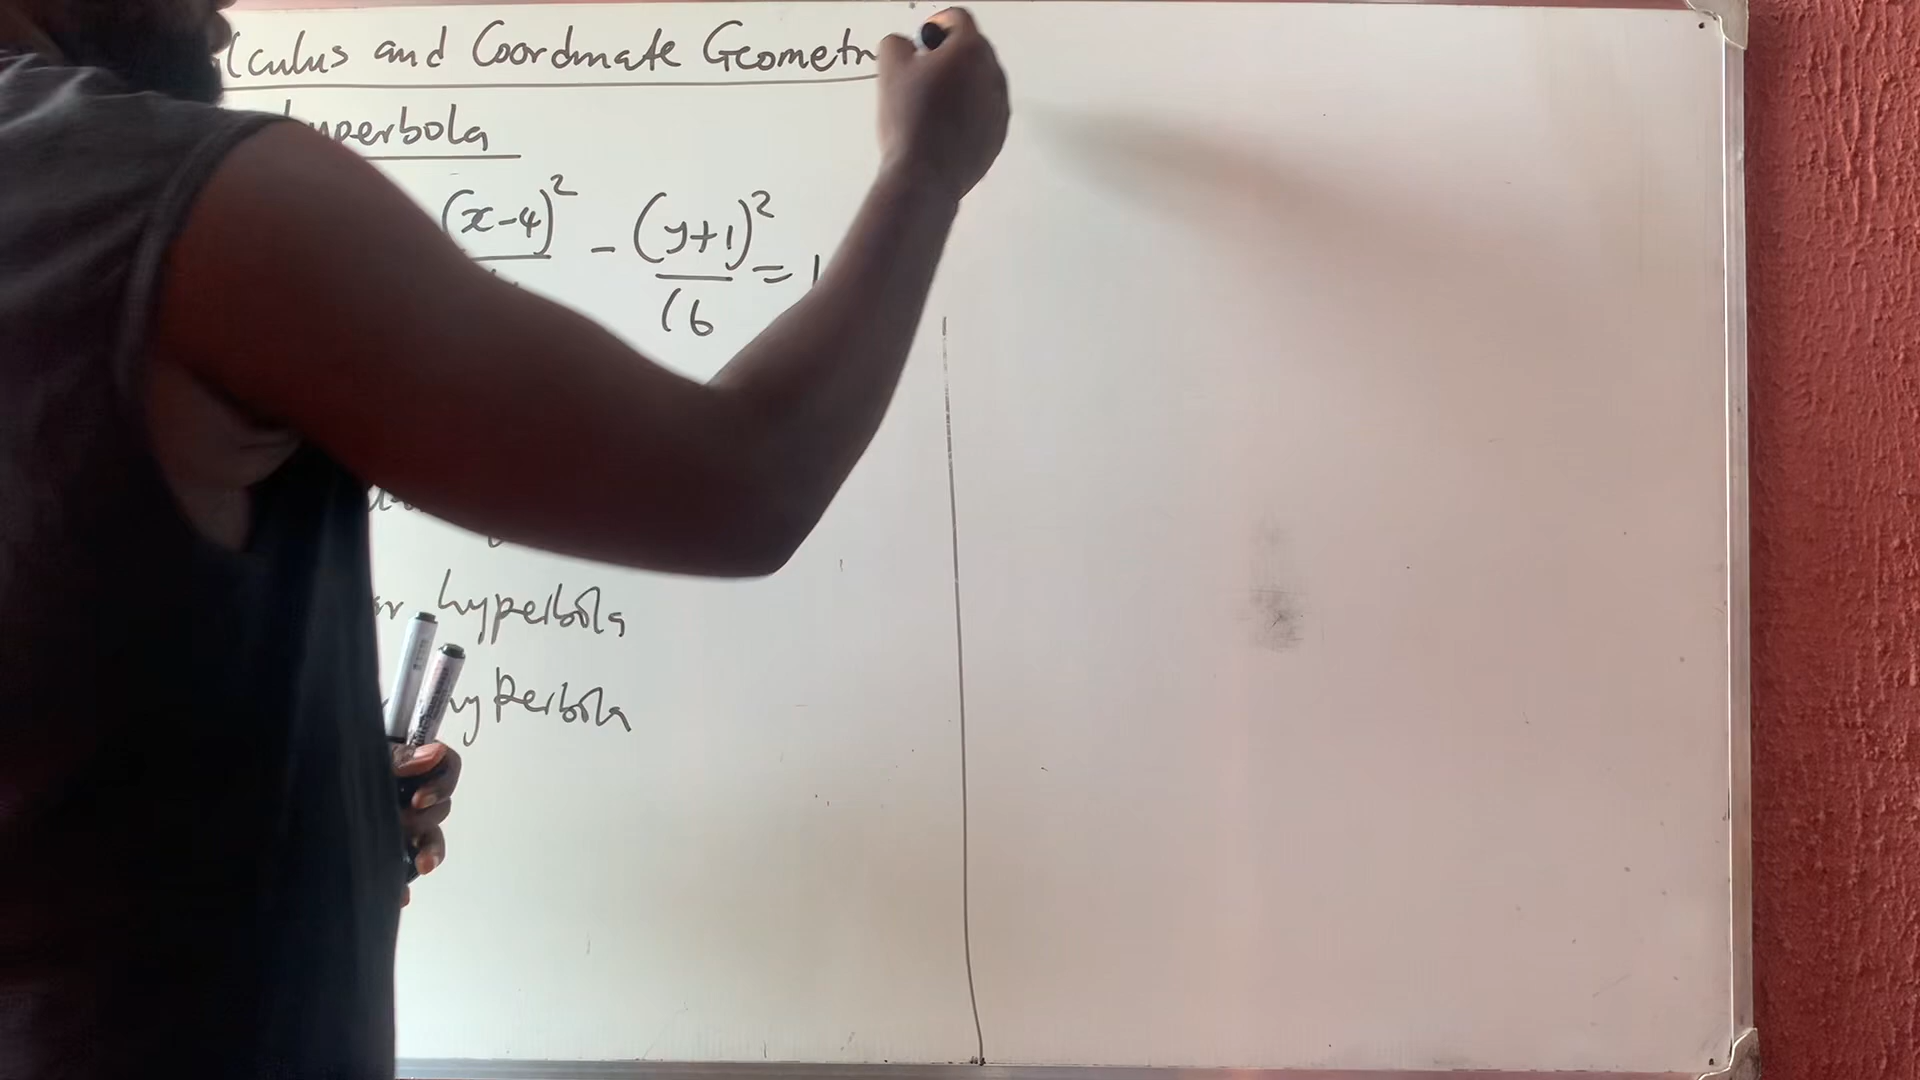 lculus and Coordinate Geometr
hyperbola
(x-4)² - (y+1)² = 1
16
hyperbola
hyperbola